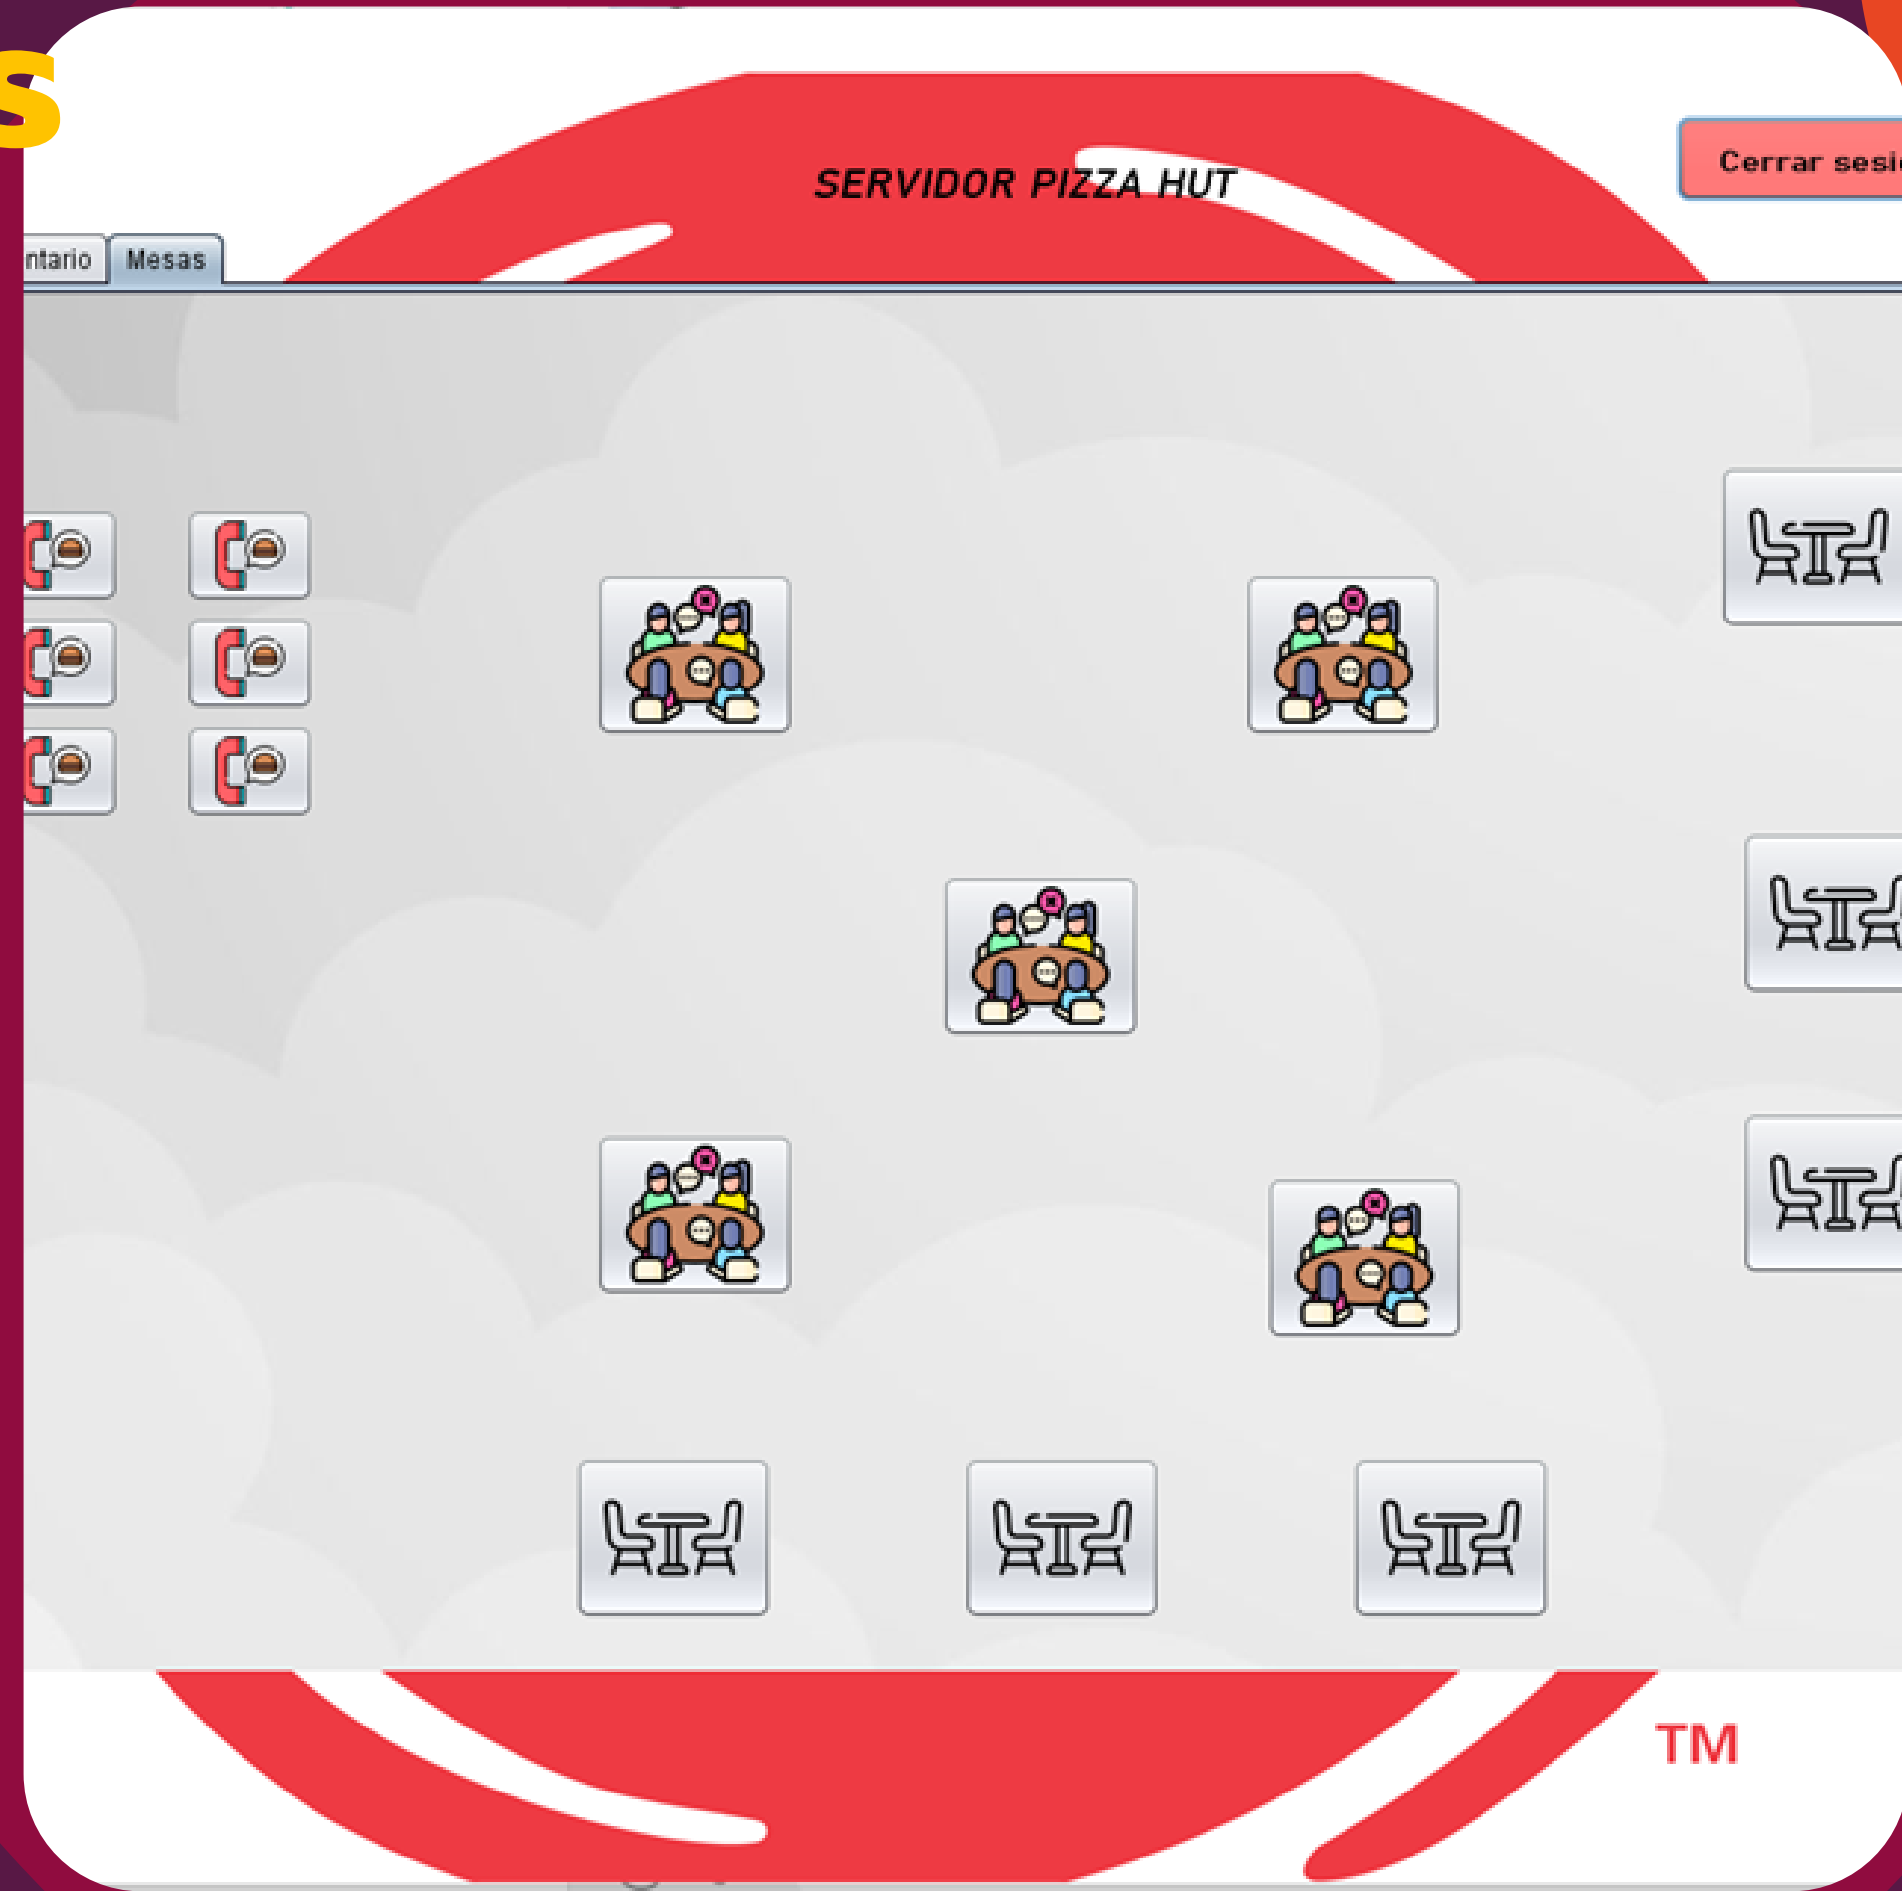 s
SERVIDOR PIZZA HUT
Cerrar sesi
ntario
Mesas
TM